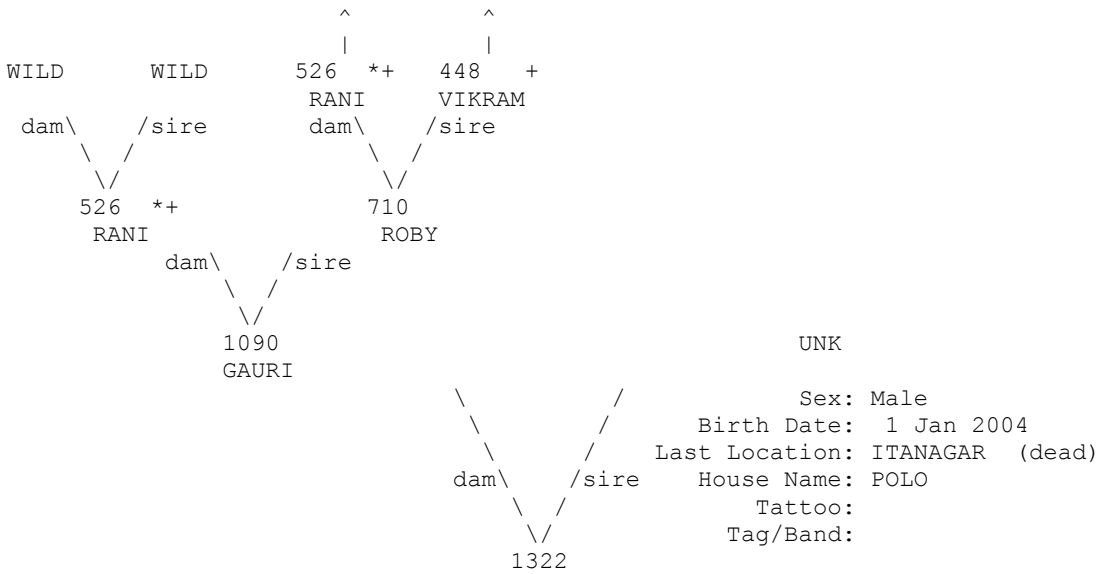 ^ ^
| |
WILD WILD 526 *+ 448 +
RANI VIKRAM
dam\ /sire dam\ /sire
\ / \ /
\/ \/
526 *+ 710
RANI ROBY
dam\ /sire
\ /
\/
1090 UNK
GAURI
\ / Sex: Male
\ / Birth Date: 1 Jan 2004
\ / Last Location: ITANAGAR (dead)
dam\ /sire House Name: POLO
\ / Tattoo:
\/ Tag/Band:
1322